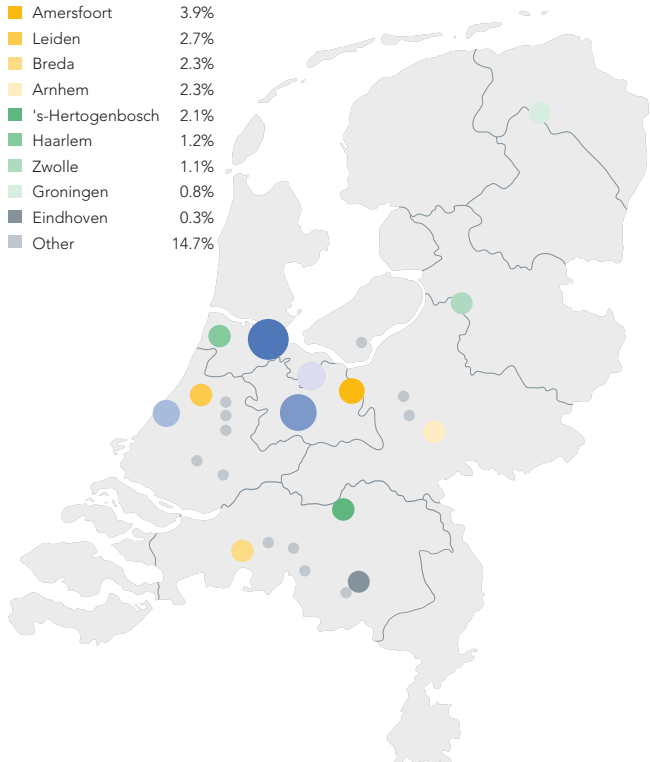 Amersfoort 3.9%
Leiden 2.7%
Breda 2.3%
Arnhem 2.3%
's-Hertogenbosch 2.1%
Haarlem 1.2%
Zwolle 1.1%
Groningen 0.8%
Eindhoven 0.3%
Other 14.7%